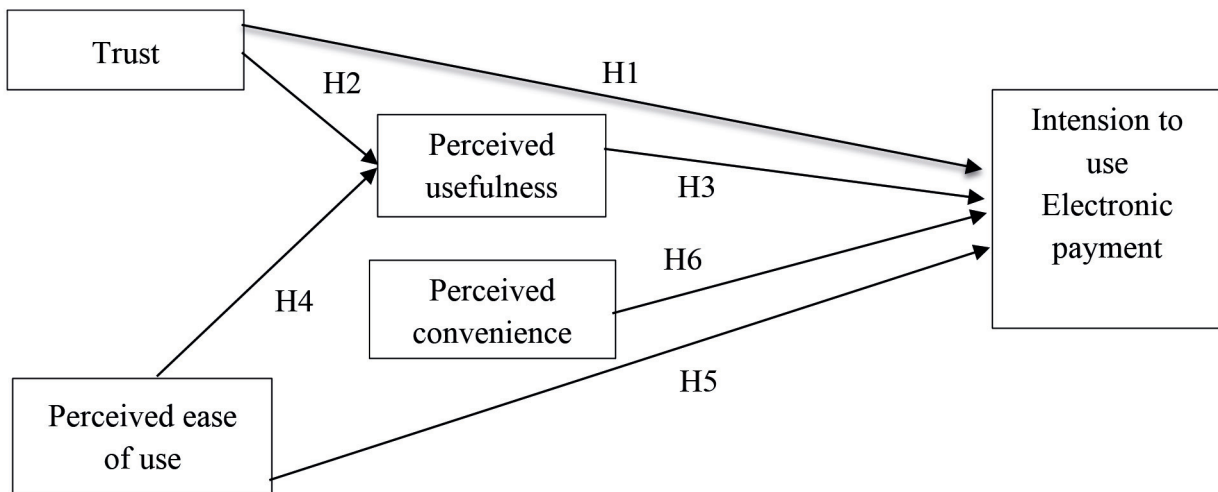 Trust
H1
H2
Perceived
usefulness
H3
Intension to
use
Electronic
payment
H6
Perceived
convenience
H4
H5
Perceived ease
of use